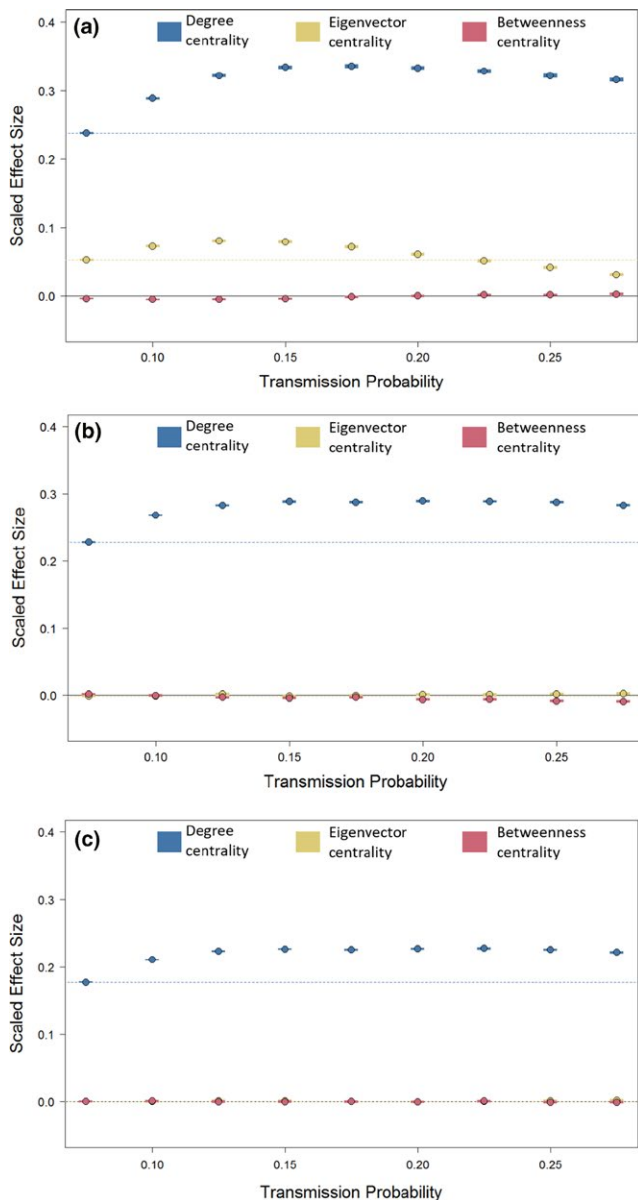 (a)
Degree
centrality
Eigenvector
centrality
Betweenness
centrality
0.4
0.3
0.2
0.1
0.0
Scaled Effect Size
0.10 0.15 0.20 0.25
Transmission Probability
(b)
Degree
centrality
Eigenvector
centrality
Betweenness
centrality
0.4
0.3
0.2
0.1
0.0
Scaled Effect Size
0.10 0.15 0.20 0.25
Transmission Probability
(c)
Degree
centrality
Eigenvector
centrality
Betweenness
centrality
0.4
0.3
0.2
0.1
0.0
Scaled Effect Size
0.10 0.15 0.20 0.25
Transmission Probability